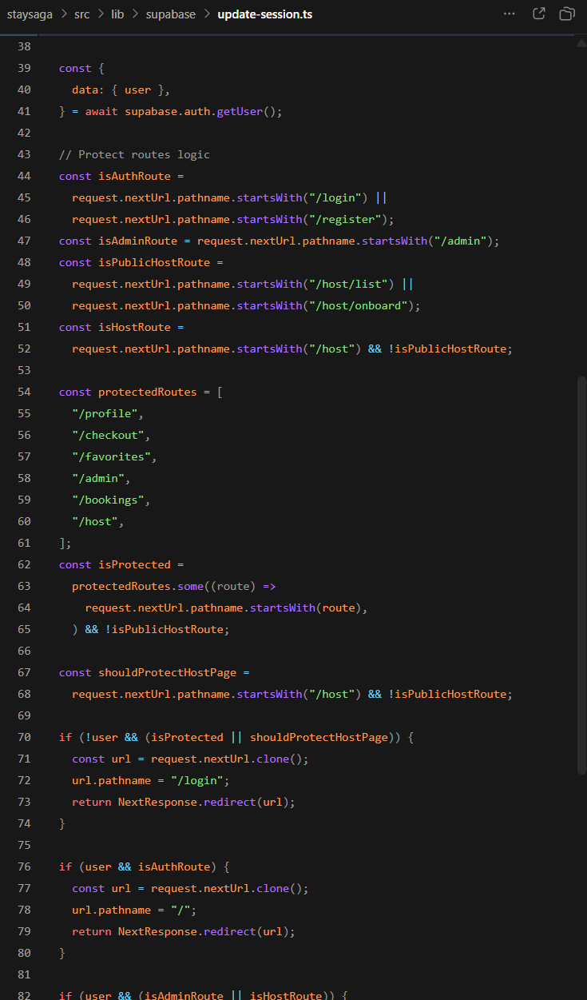 staysaga > src > lib > supabase > update-session.ts ...
38
39 const {
40 data: { user },
41 } = await supabase.auth.getUser();
42
43 // Protect routes logic
44 const isAuthRoute =
45 request.nextUrl.pathname.startsWith("/login") ||
46 request.nextUrl.pathname.startsWith("/register");
47 const isAdminRoute = request.nextUrl.pathname.startsWith("/admin");
48 const isPublicHostRoute =
49 request.nextUrl.pathname.startsWith("/host/list") ||
50 request.nextUrl.pathname.startsWith("/host/onboard");
51 const isHostRoute =
52 request.nextUrl.pathname.startsWith("/host") && !isPublicHostRoute;
53
54 const protectedRoutes = [
55 "/profile",
56 "/checkout",
57 "/favorites",
58 "/admin",
59 "/bookings",
60 "/host",
61 ];
62 const isProtected =
63 protectedRoutes.some((route) =>
64 request.nextUrl.pathname.startsWith(route),
65 ) && !isPublicHostRoute;
66
67 const shouldProtectHostPage =
68 request.nextUrl.pathname.startsWith("/host") && !isPublicHostRoute;
69
70 if (!user && (isProtected || shouldProtectHostPage)) {
71 const url = request.nextUrl.clone();
72 url.pathname = "/login";
73 return NextResponse.redirect(url);
74 }
75
76 if (user && isAuthRoute) {
77 const url = request.nextUrl.clone();
78 url.pathname = "/";
79 return NextResponse.redirect(url);
80 }
81
82 if (user && (isAdminRoute || isHostRoute)) {